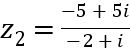 z₂ = (-5 + 5i)/(-2 + i)